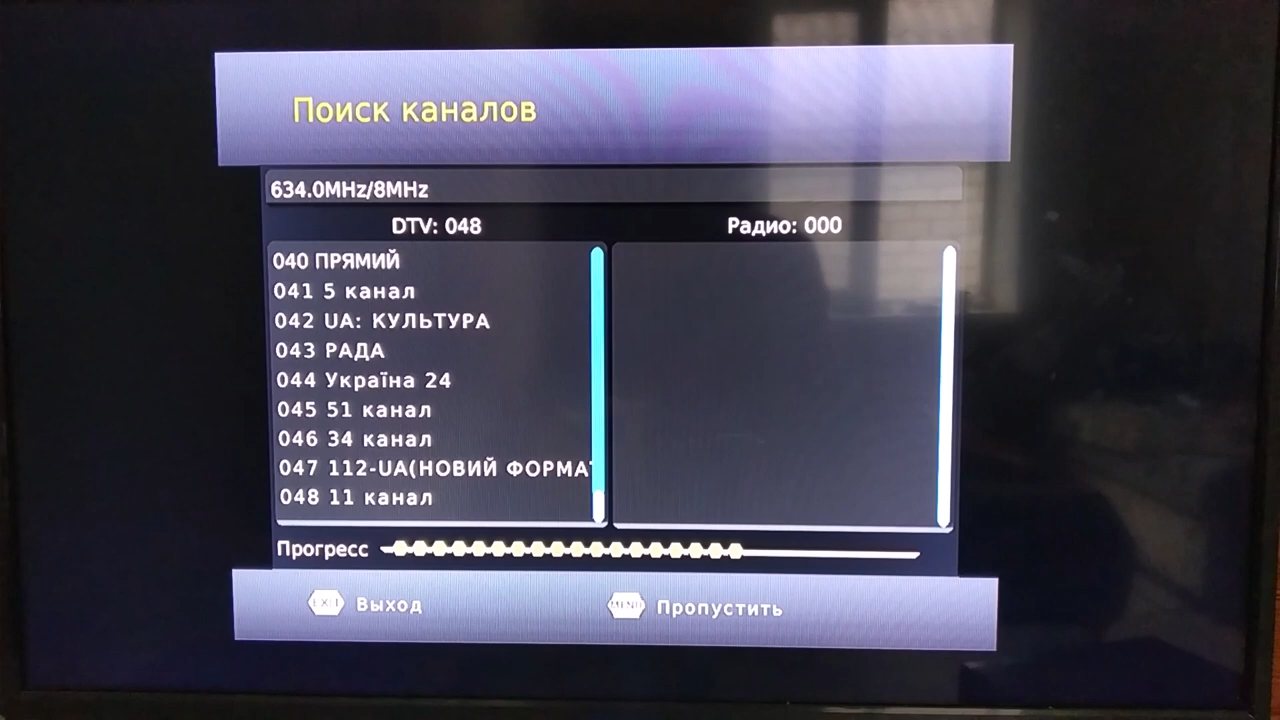 Поиск каналов
634.0MHz/8MHz
DTV: 048
Радио: 000
040 ПРЯМИЙ
041 5 канал
042 UA: КУЛЬТУРА
043 РАДА
044 Україна 24
045 51 канал
046 34 канал
047 112-UA(НОВИЙ ФОРМАТ
048 11 канал
Прогресс
EXIT Выход
MENU Пропустить